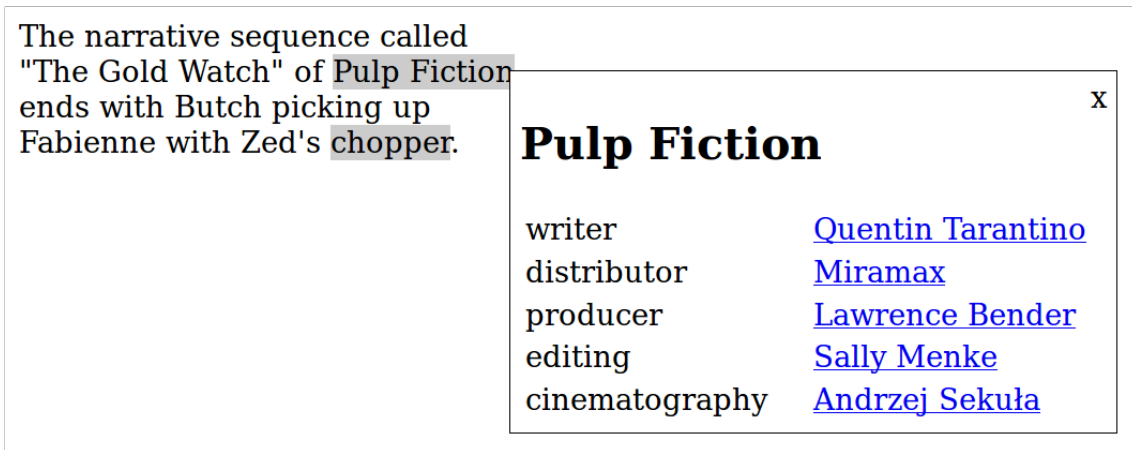 The narrative sequence called
"The Gold Watch" of Pulp Fiction
ends with Butch picking up
Fabienne with Zed's chopper.
x
Pulp Fiction
writer Quentin Tarantino
distributor Miramax
producer Lawrence Bender
editing Sally Menke
cinematography Andrzej Sekuła